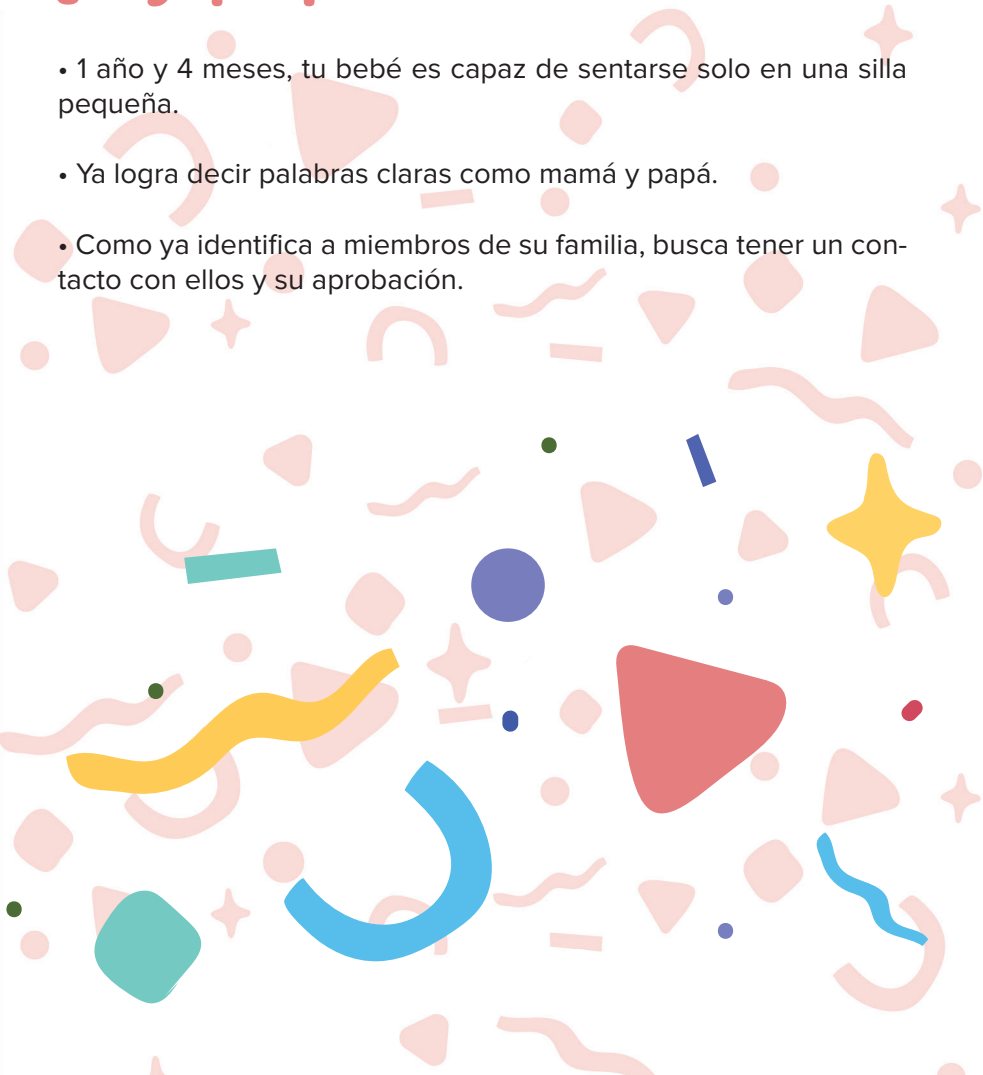 • 1 año y 4 meses, tu bebé es capaz de sentarse solo en una silla
pequeña.
• Ya logra decir palabras claras como mamá y papá.
• Como ya identifica a miembros de su familia, busca tener un con-
tacto con ellos y su aprobación.